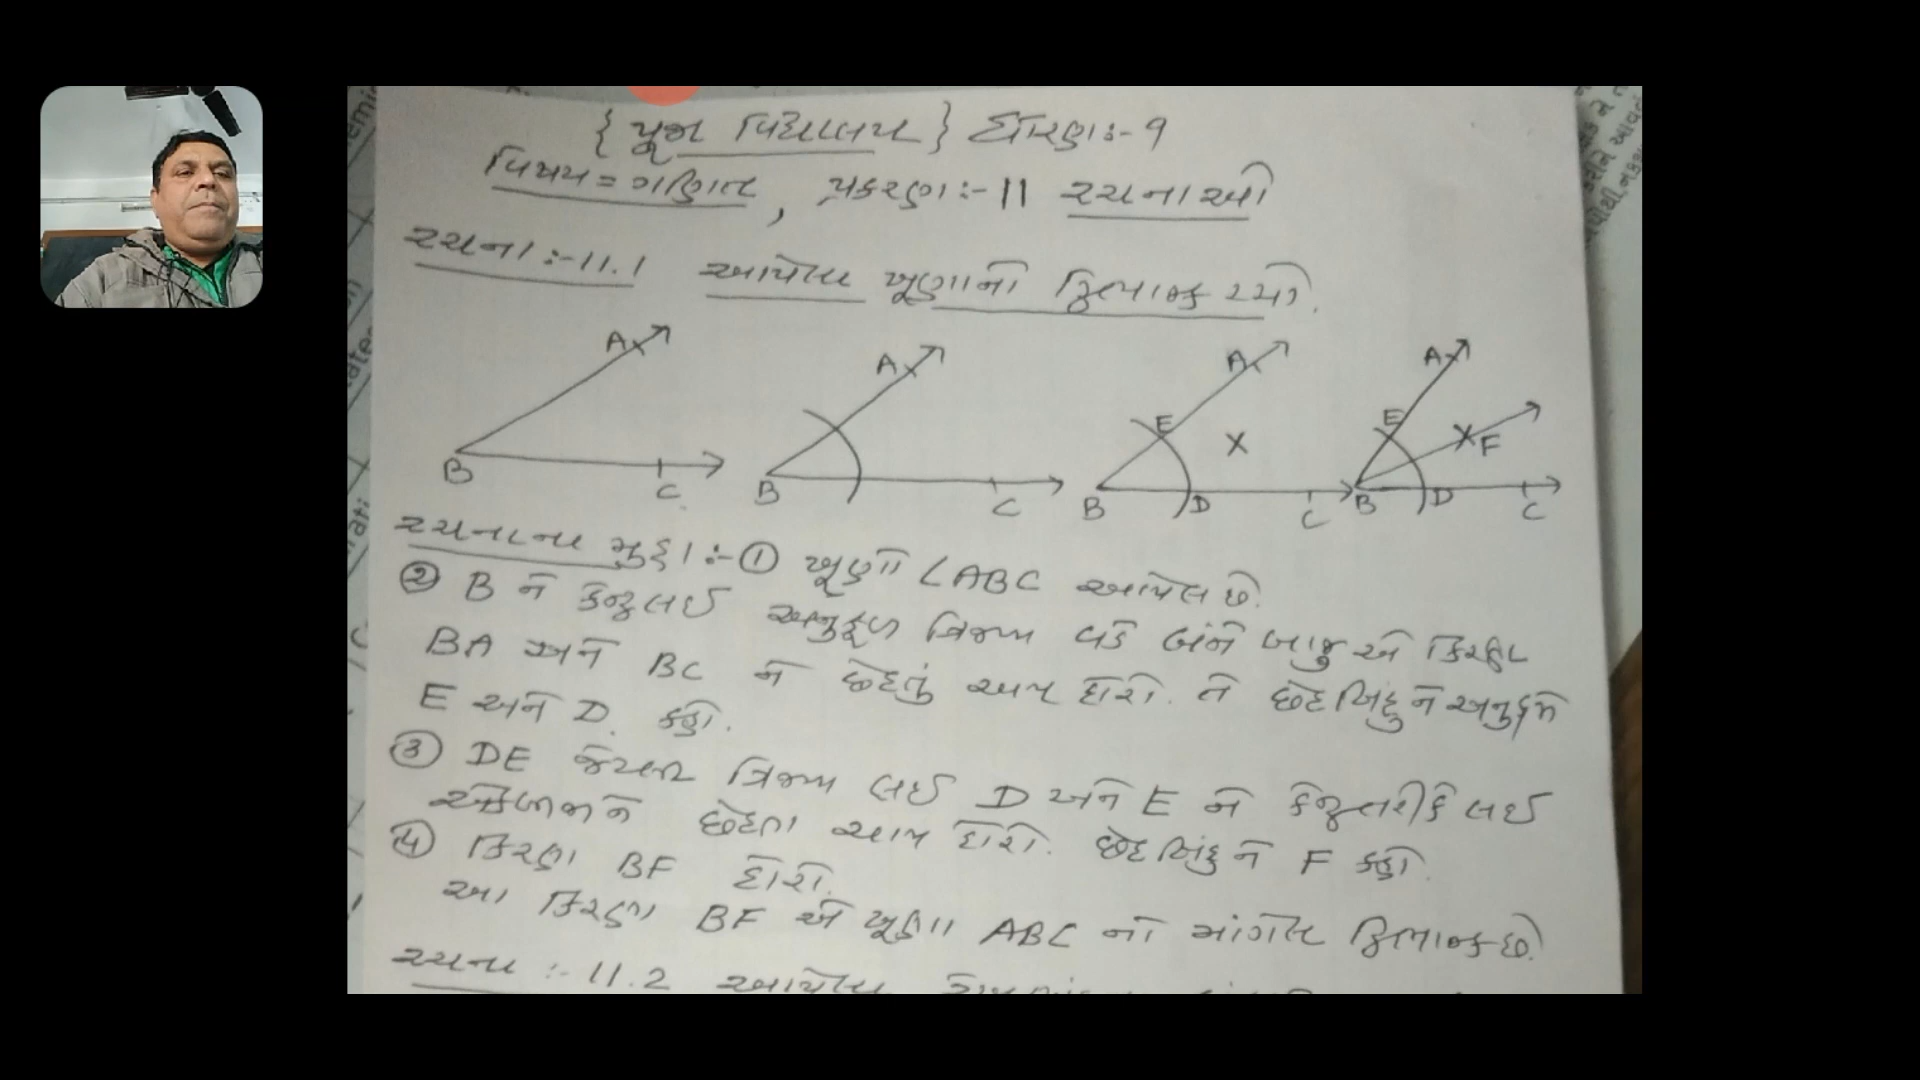 { પૂજા વિદ્યાલય } ધોરણ:- 9
વિષય = ગણિત, પ્રકરણ:- 11 રચનાઓ
રચના:- 11.1 આપેલા ખૂણાનો દ્વિભાજક રચો.
A A A A
E E F
B C B C B D C B D C
રચનાના મુદ્દા:- ① ખૂણો ∠ABC આપેલ છે.
② B ને કેન્દ્ર લઈ અનુકૂળ ત્રિજ્યા વડે બંને બાજુએ કિરણ
BA અને BC ને છેદતું ચાપ દોરો. તે છેદબિંદુને અનુક્રમે
E અને D કહો.
③ DE જેટલી ત્રિજ્યા લઈ D અને E ને કેન્દ્ર તરીકે લઈ
એકબીજાને છેદતા ચાપ દોરો. છેદબિંદુને F કહો.
④ કિરણ BF દોરો.
આ કિરણ BF એ ખૂણા ABC નો માંગેલ દ્વિભાજક છે.
રચના:- 11.2 આપેલા